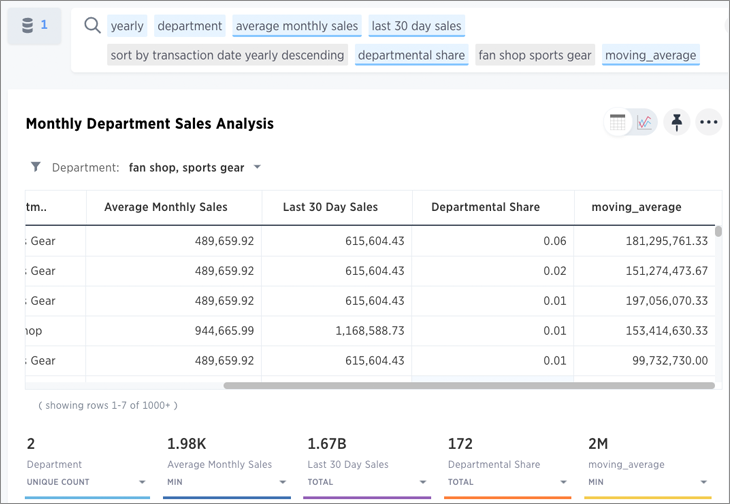 1
yearly department average monthly sales last 30 day sales
sort by transaction date yearly descending departmental share fan shop sports gear moving_average
Monthly Department Sales Analysis
Department: fan shop, sports gear
tm.. Average Monthly Sales Last 30 Day Sales Departmental Share moving_average
Gear 489,659.92 615,604.43 0.06 181,295,761.33
Gear 489,659.92 615,604.43 0.02 151,274,473.67
Gear 489,659.92 615,604.43 0.01 197,056,070.33
hop 944,665.99 1,168,588.73 0.01 153,414,630.33
Gear 489,659.92 615,604.43 0.01 99,732,730.00
( showing rows 1-7 of 1000+ )
2 1.98K 1.67B 172 2M
Department Average Monthly Sales Last 30 Day Sales Departmental Share moving_average
UNIQUE COUNT MIN TOTAL TOTAL MIN